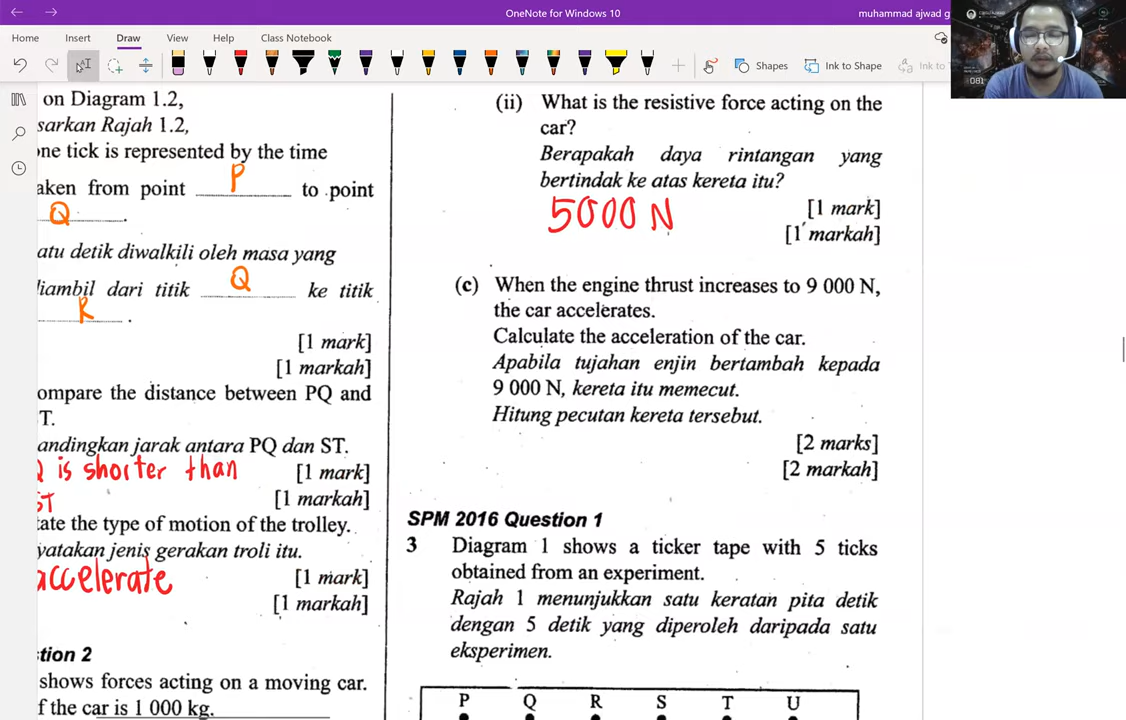 OneNote for Windows 10
muhammad ajwad g
Home Insert Draw View Help Class Notebook
Shapes Ink to Shape Ink to
081
on Diagram 1.2,
sarkan Rajah 1.2,
ne tick is represented by the time
aken from point P to point
Q.
atu detik diwalkili oleh masa yang
iambil dari titik Q ke titik
R.
[1 mark]
[1 markah]
ompare the distance between PQ and
T.
andingkan jarak antara PQ dan ST.
Q is shorter than [1 mark]
ST [1 markah]
tate the type of motion of the trolley.
yatakan jenis gerakan troli itu.
accelerate [1 mark]
[1 markah]
tion 2
shows forces acting on a moving car.
f the car is 1 000 kg.
(ii) What is the resistive force acting on the
car?
Berapakah daya rintangan yang
bertindak ke atas kereta itu?
5000 N [1 mark]
[1 markah]
(c) When the engine thrust increases to 9 000 N,
the car accelerates.
Calculate the acceleration of the car.
Apabila tujahan enjin bertambah kepada
9 000 N, kereta itu memecut.
Hitung pecutan kereta tersebut.
[2 marks]
[2 markah]
SPM 2016 Question 1
3 Diagram 1 shows a ticker tape with 5 ticks
obtained from an experiment.
Rajah 1 menunjukkan satu keratan pita detik
dengan 5 detik yang diperoleh daripada satu
eksperimen.
P Q R S T U